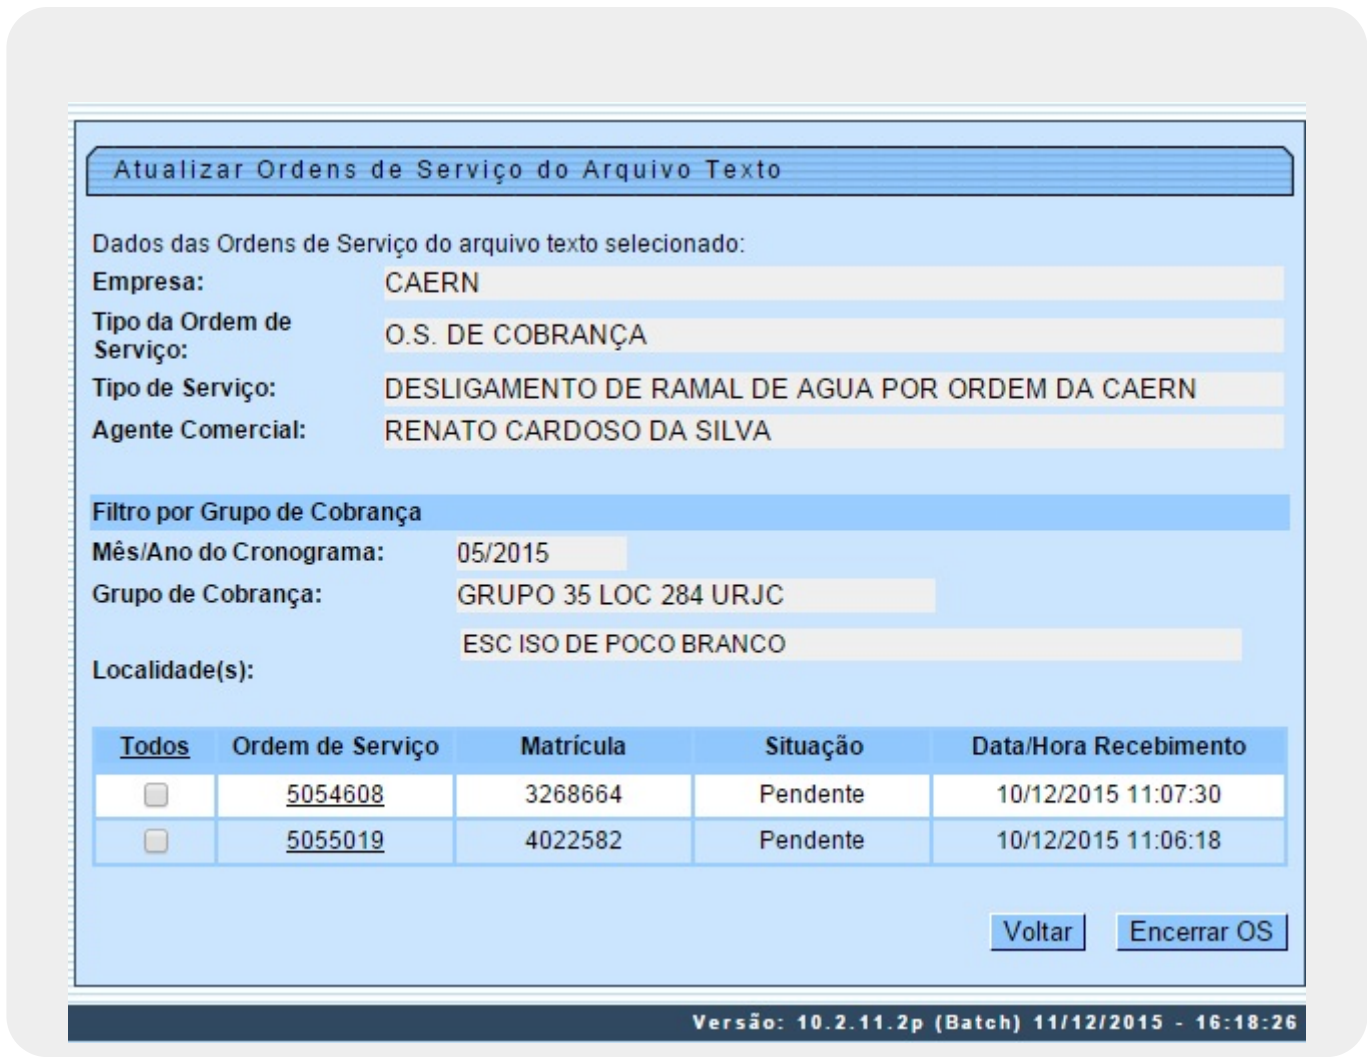 Atualizar Ordens de Serviço do Arquivo Texto
Dados das Ordens de Serviço do arquivo texto selecionado:
Empresa: CAERN
Tipo da Ordem de
Serviço: O.S. DE COBRANÇA
Tipo de Serviço: DESLIGAMENTO DE RAMAL DE AGUA POR ORDEM DA CAERN
Agente Comercial: RENATO CARDOSO DA SILVA
Filtro por Grupo de Cobrança
Mês/Ano do Cronograma: 05/2015
Grupo de Cobrança: GRUPO 35 LOC 284 URJC
ESC ISO DE POCO BRANCO
Localidade(s):
Todos Ordem de Serviço Matrícula Situação Data/Hora Recebimento
5054608 3268664 Pendente 10/12/2015 11:07:30
5055019 4022582 Pendente 10/12/2015 11:06:18
Voltar Encerrar OS
Versão: 10.2.11.2p (Batch) 11/12/2015 - 16:18:26